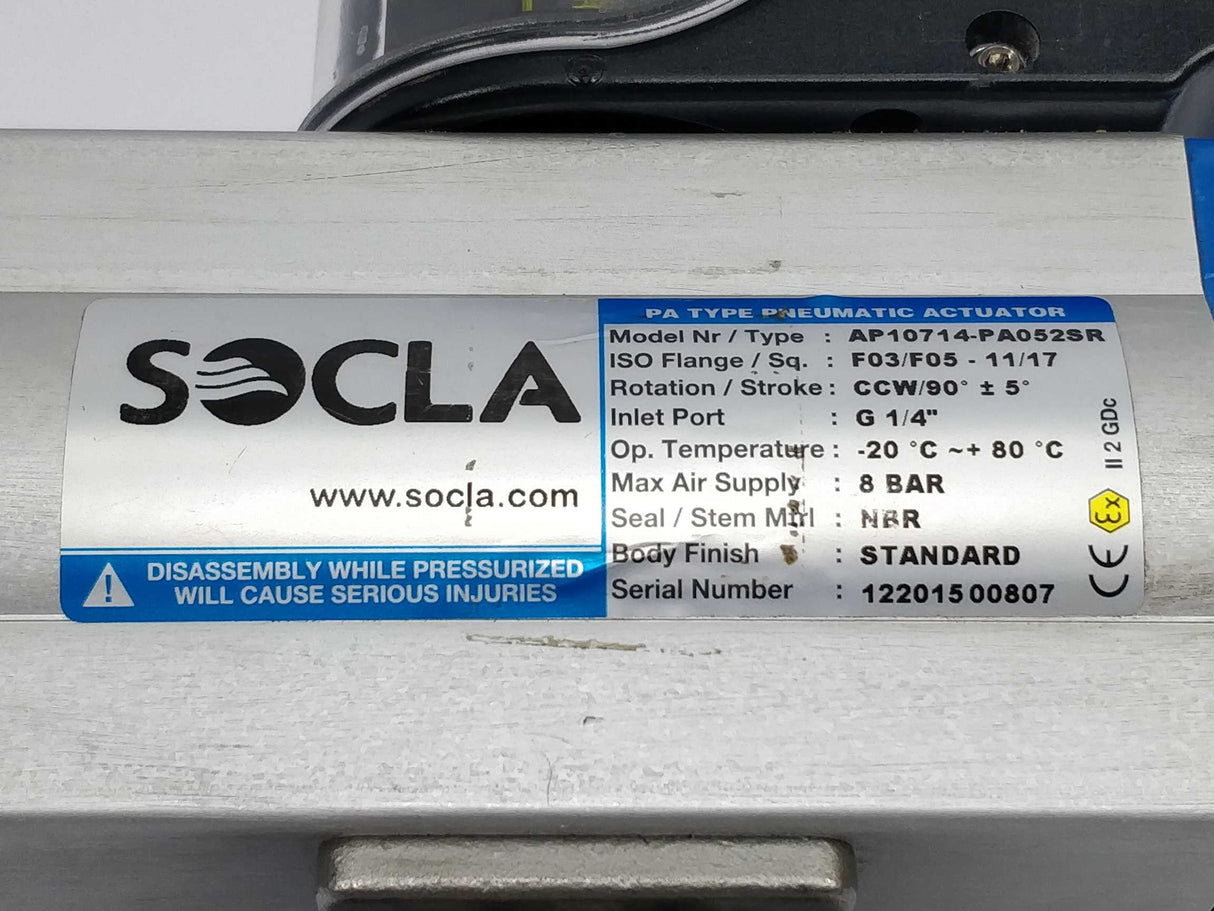 SOCLA
www.socla.com
DISASSEMBLY WHILE PRESSURIZED
WILL CAUSE SERIOUS INJURIES
PA TYPE PNEUMATIC ACTUATOR
Model Nr / Type : AP10714-PA052SR
ISO Flange / Sq. : F03/F05 - 11/17
Rotation / Stroke : CCW/90° ± 5°
Inlet Port : G 1/4"
Op. Temperature : -20 °C ~+ 80 °C
Max Air Supply : 8 BAR
Seal / Stem Mtrl : NBR
Body Finish : STANDARD
Serial Number : 12201500807
II 2 GDc
Ex
CE